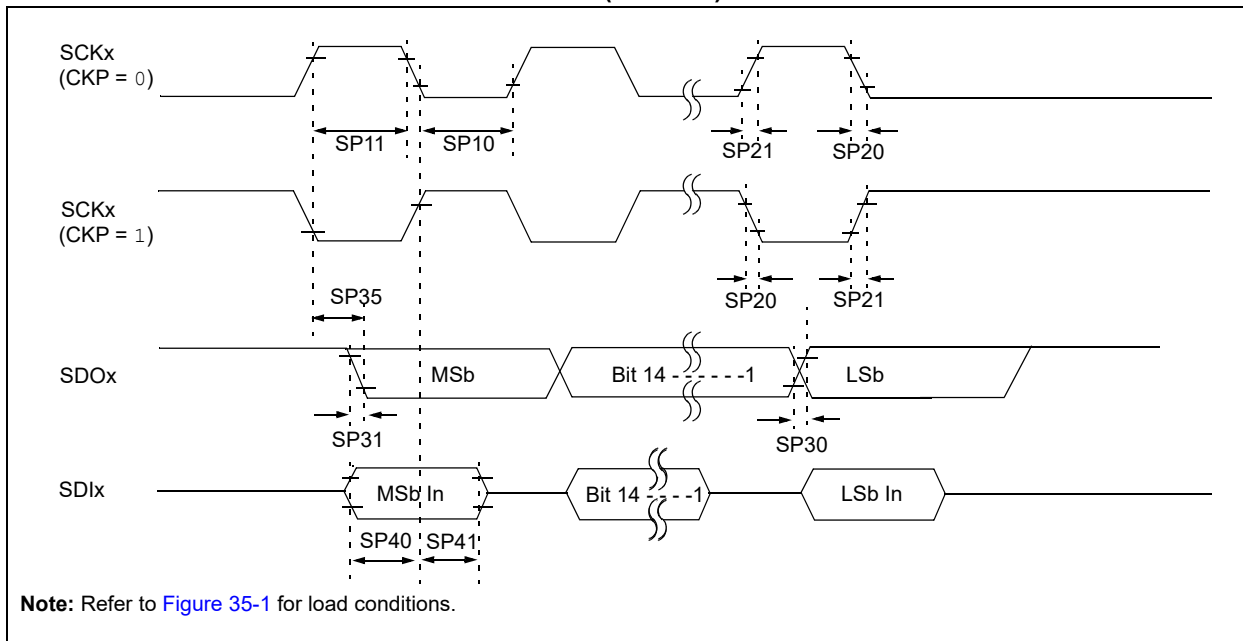 SCKx
(CKP = 0)
SP11
SP10
SP21
SP20
SCKx
(CKP = 1)
SP35
SP20
SP21
SDOx
MSb
Bit 14 - - - - - -1
LSb
SP31
SP30
SDIx
MSb In
Bit 14 - - - - -1
LSb In
SP40
SP41
Note: Refer to Figure 35-1 for load conditions.